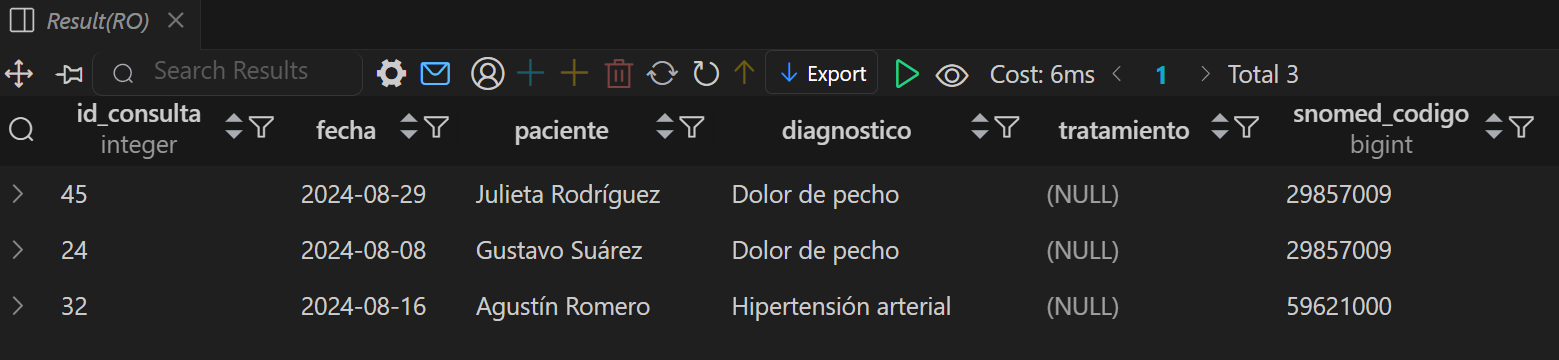 Result(RO)
Search Results Export Cost: 6ms 1 Total 3
id_consulta fecha paciente diagnostico tratamiento snomed_codigo
integer bigint
45 2024-08-29 Julieta Rodríguez Dolor de pecho (NULL) 29857009
24 2024-08-08 Gustavo Suárez Dolor de pecho (NULL) 29857009
32 2024-08-16 Agustín Romero Hipertensión arterial (NULL) 59621000